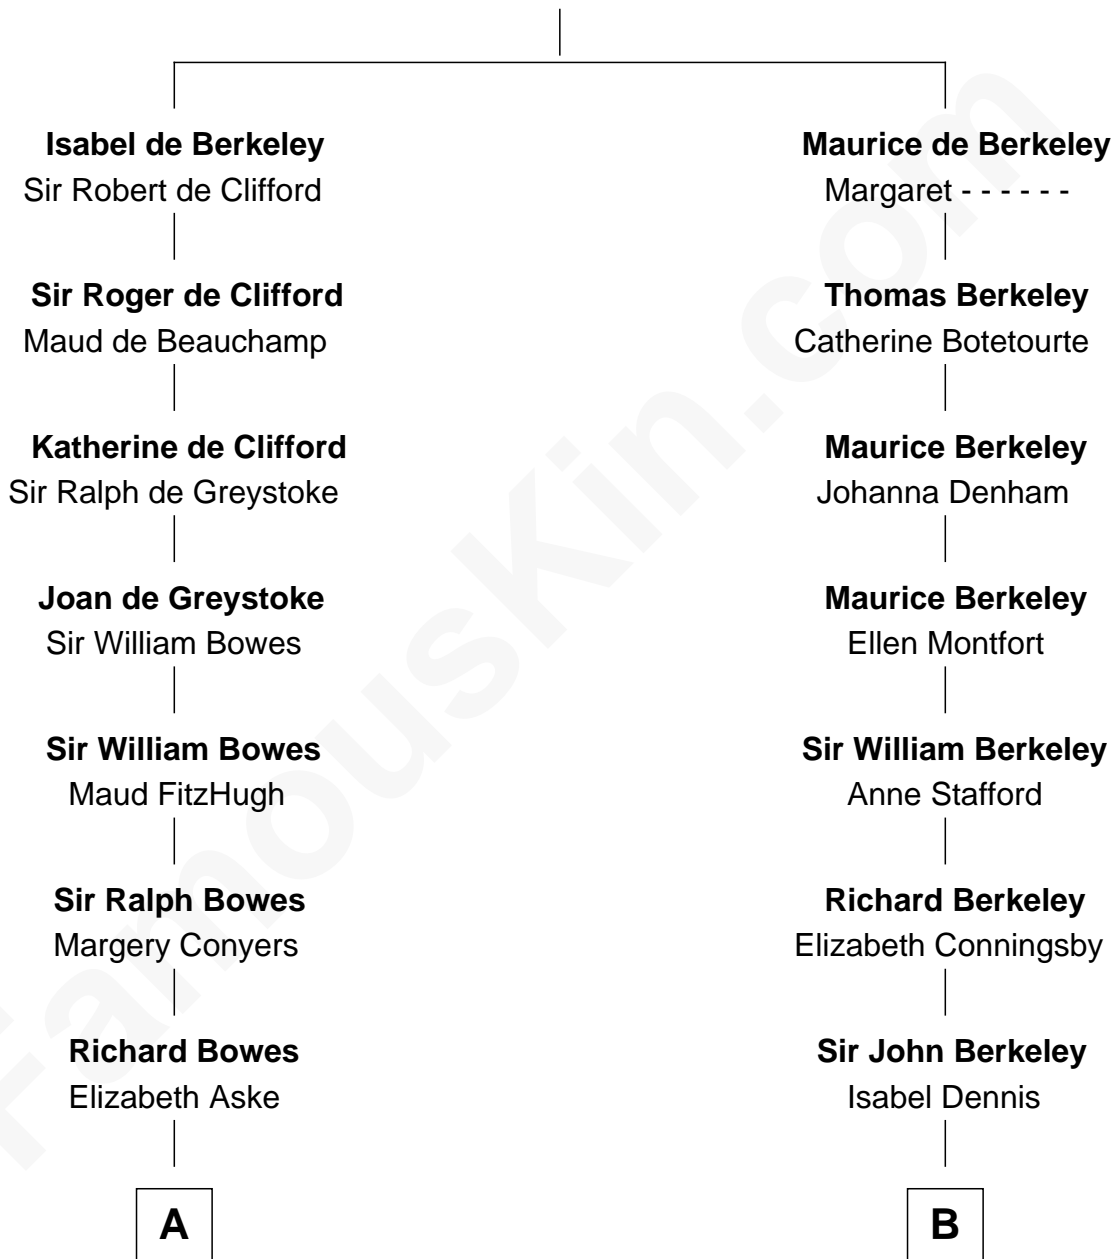 Isabel de Berkeley
Sir Robert de Clifford
Sir Roger de Clifford
Maud de Beauchamp
Katherine de Clifford
Sir Ralph de Greystoke
Joan de Greystoke
Sir William Bowes
Sir William Bowes
Maud FitzHugh
Sir Ralph Bowes
Margery Conyers
Richard Bowes
Elizabeth Aske
A
Maurice de Berkeley
Margaret - - - - - -
Thomas Berkeley
Catherine Botetourte
Maurice Berkeley
Johanna Denham
Maurice Berkeley
Ellen Montfort
Sir William Berkeley
Anne Stafford
Richard Berkeley
Elizabeth Conningsby
Sir John Berkeley
Isabel Dennis
B
FamousKin.com